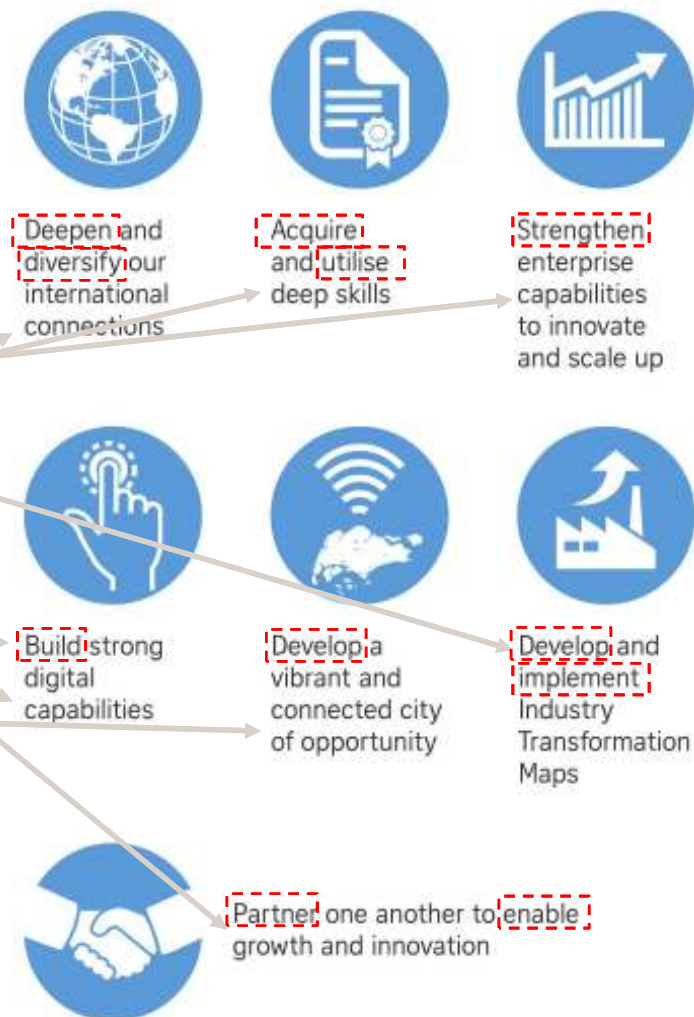 Deepen and
diversify our
international
connections
Acquire
and utilise
deep skills
Strengthen
enterprise
capabilities
to innovate
and scale up
Build strong
digital
capabilities
Develop a
vibrant and
connected city
of opportunity
Develop and
implement
Industry
Transformation
Maps
Partner one another to enable
growth and innovation